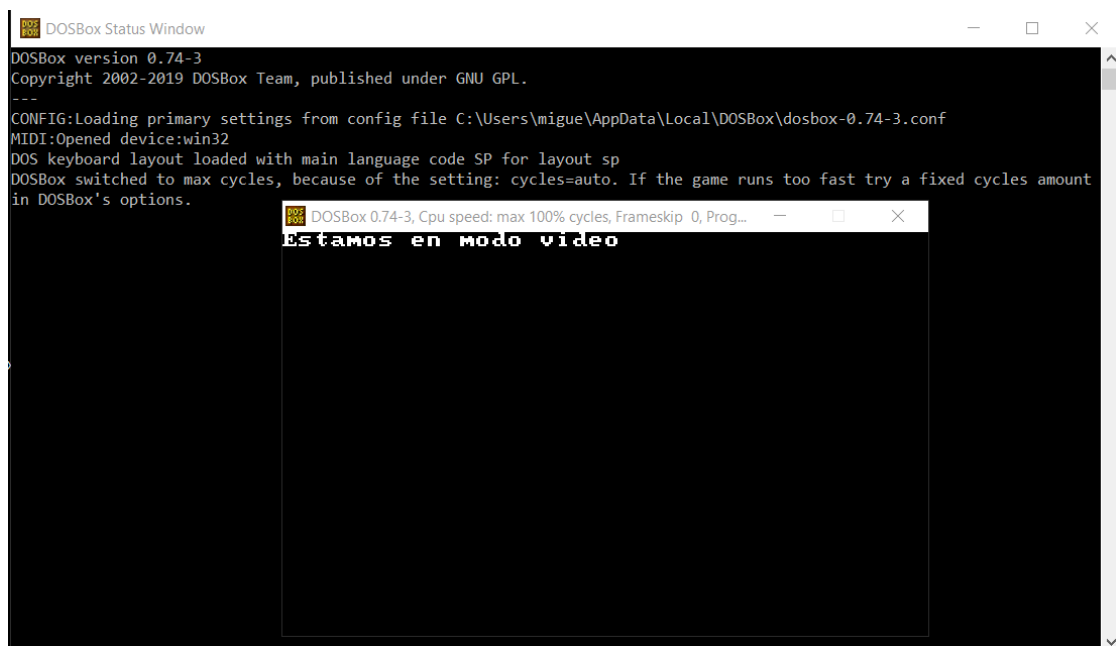 DOSBox Status Window
DOSBox version 0.74-3
Copyright 2002-2019 DOSBox Team, published under GNU GPL.
---
CONFIG:Loading primary settings from config file C:\Users\migue\AppData\Local\DOSBox\dosbox-0.74-3.conf
MIDI:Opened device:win32
DOS keyboard layout loaded with main language code SP for layout sp
DOSBox switched to max cycles, because of the setting: cycles=auto. If the game runs too fast try a fixed cycles amount
in DOSBox's options.
DOSBox 0.74-3, Cpu speed: max 100% cycles, Frameskip 0, Prog...
Estamos en modo video